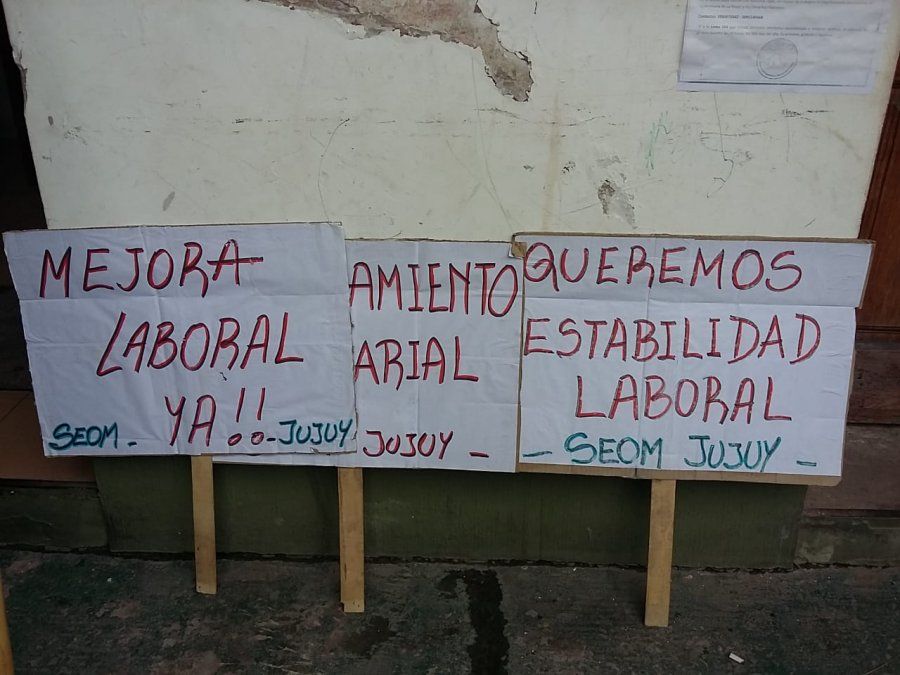 MEJORA
LABORAL
YA!!
SEOM. - JUJUY
AMIENTO
ARIAL
JUJUY -
QUEREMOS
ESTABILIDAD
LABORAL
- SEOM JUJUY -